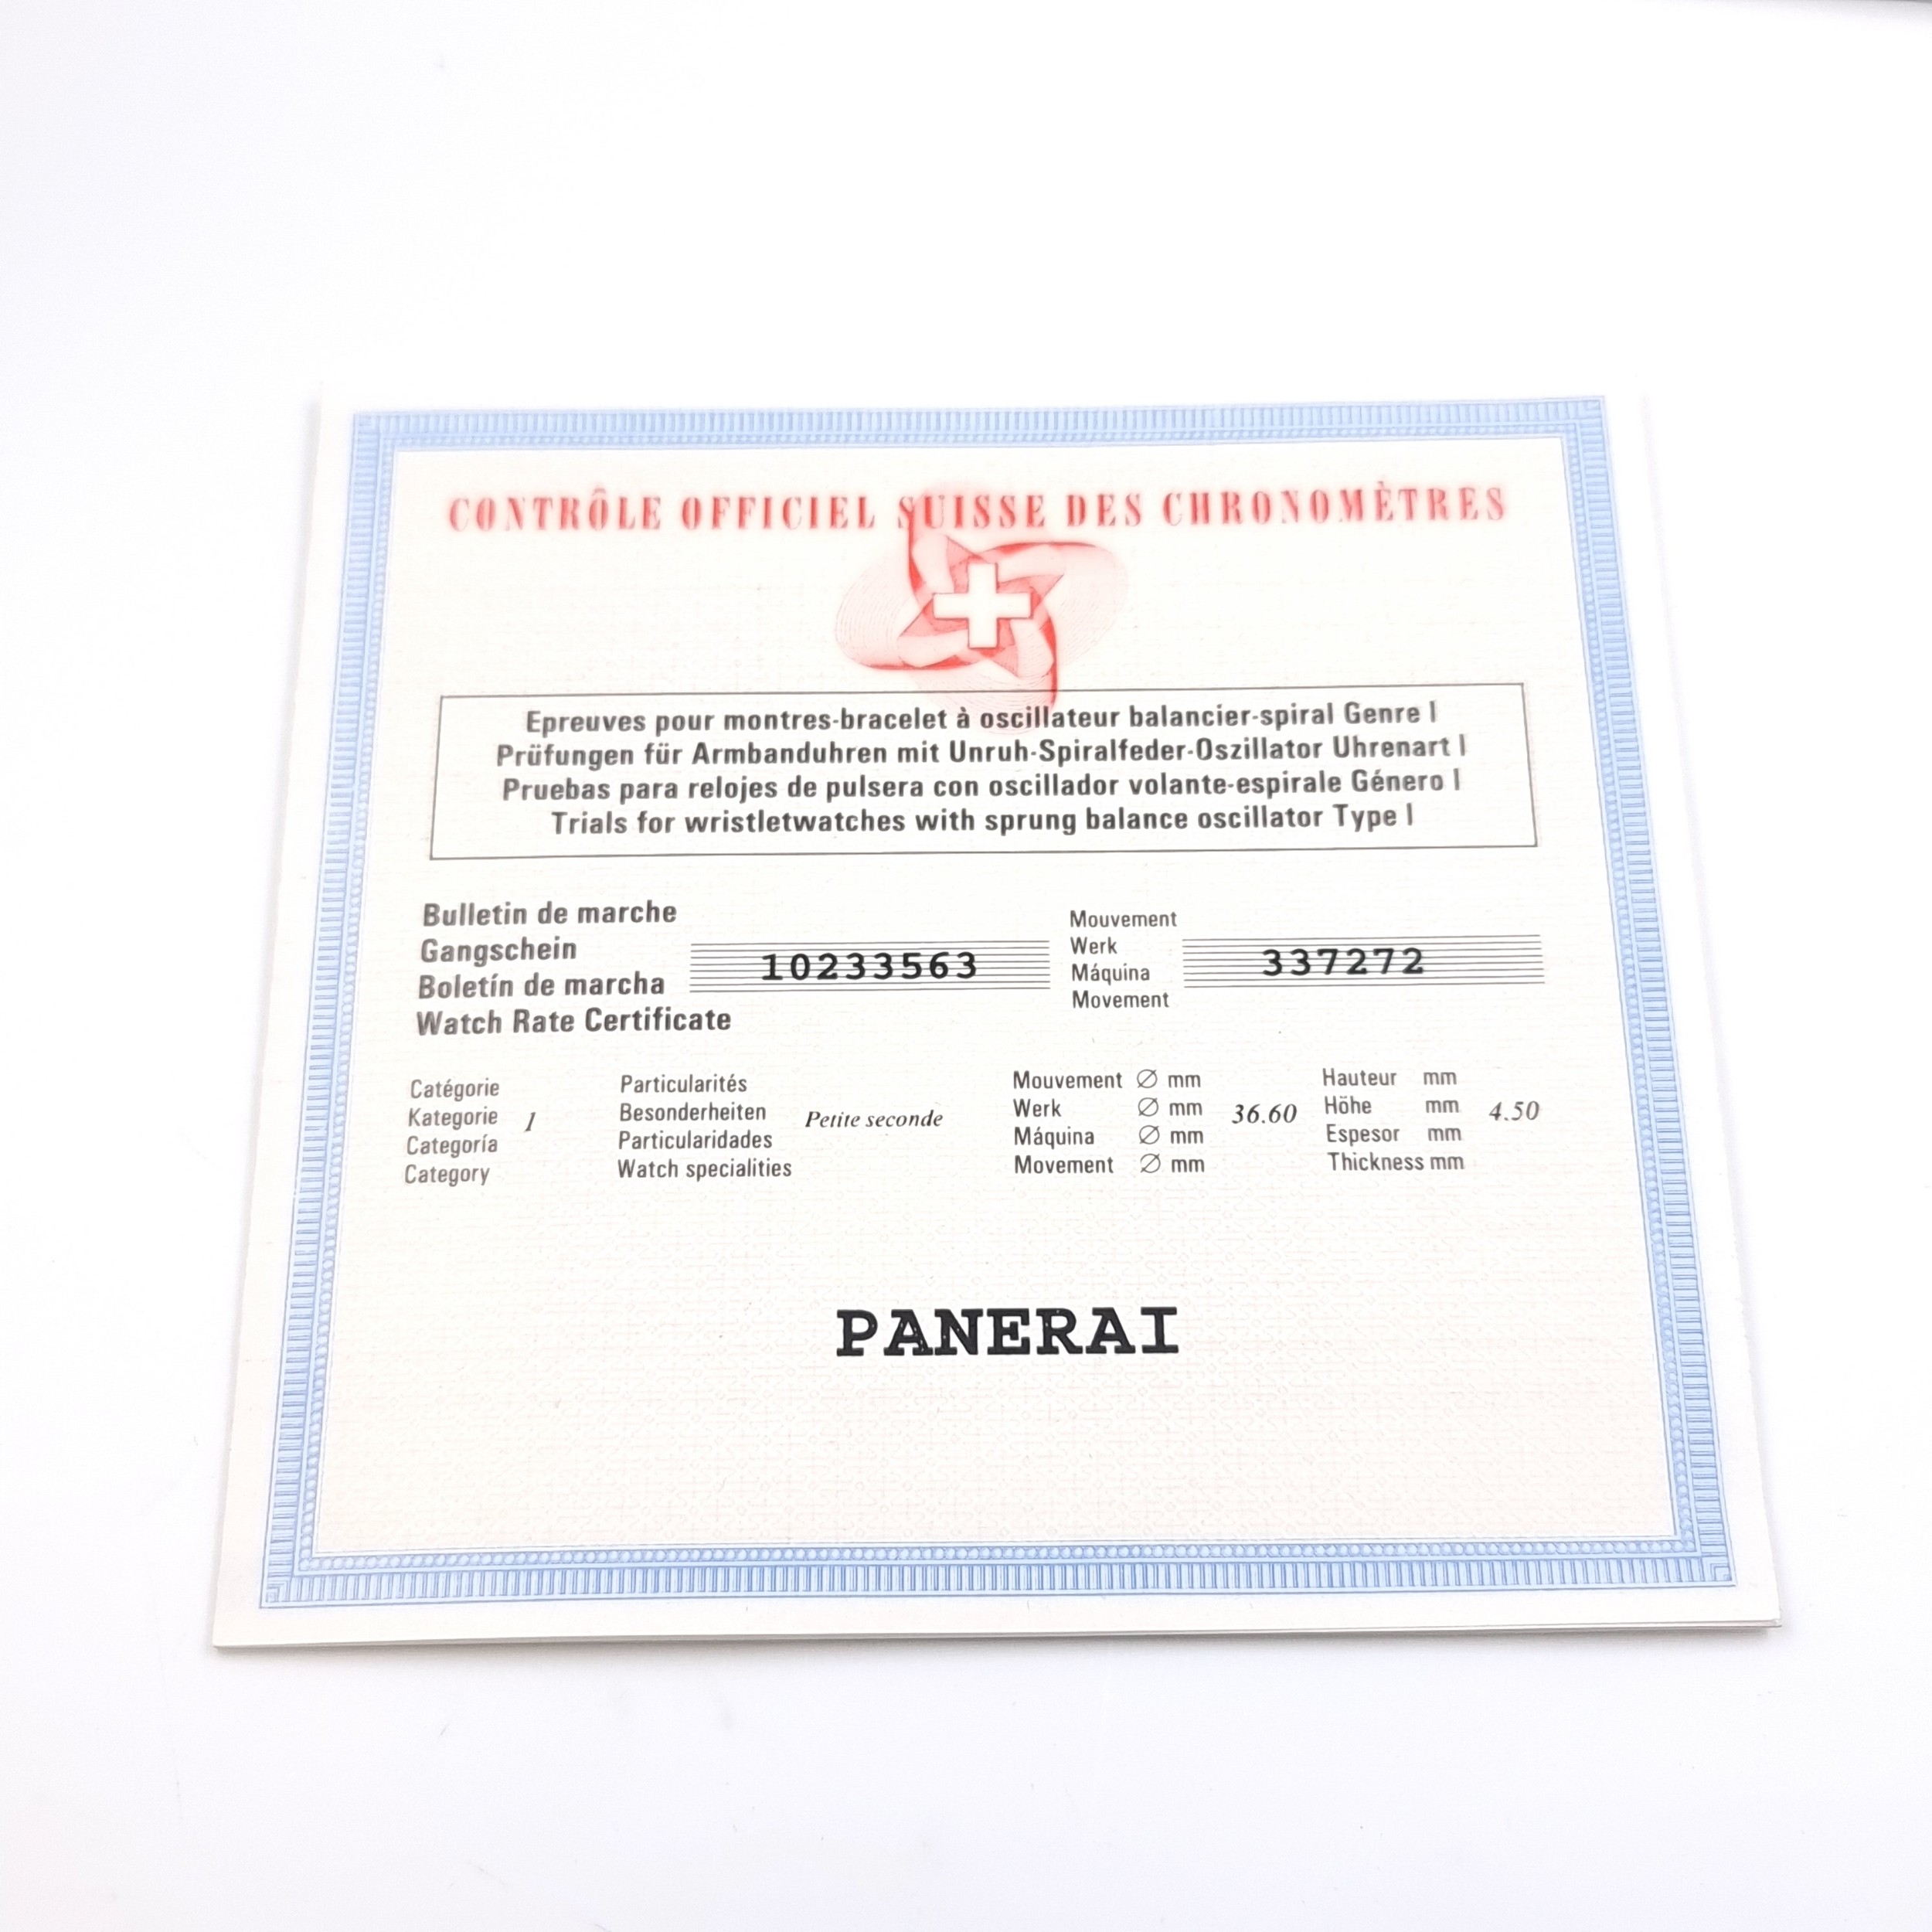 CONTRÔLE OFFICIEL SUISSE DES CHRONOMÈTRES
Epreuves pour montres-bracelet à oscillateur balancier-spiral Genre I
Prüfungen für Armbanduhren mit Unruh-Spiralfeder-Oszillator Uhrenart I
Pruebas para relojes de pulsera con oscillador volante-espirale Género I
Trials for wristletwatches with sprung balance oscillator Type I
Bulletin de marche
Gangschein
Boletín de marcha
Watch Rate Certificate
10233563
Mouvement
Werk
Máquina
Movement
337272
Catégorie
Kategorie
Categoría
Category
1
Particularités
Besonderheiten
Particularidades
Watch specialities
Petite seconde
Mouvement Ø mm
Werk Ø mm
Máquina Ø mm
Movement Ø mm
36.60
Hauteur mm
Höhe mm
Espesor mm
Thickness mm
4.50
PANERAI